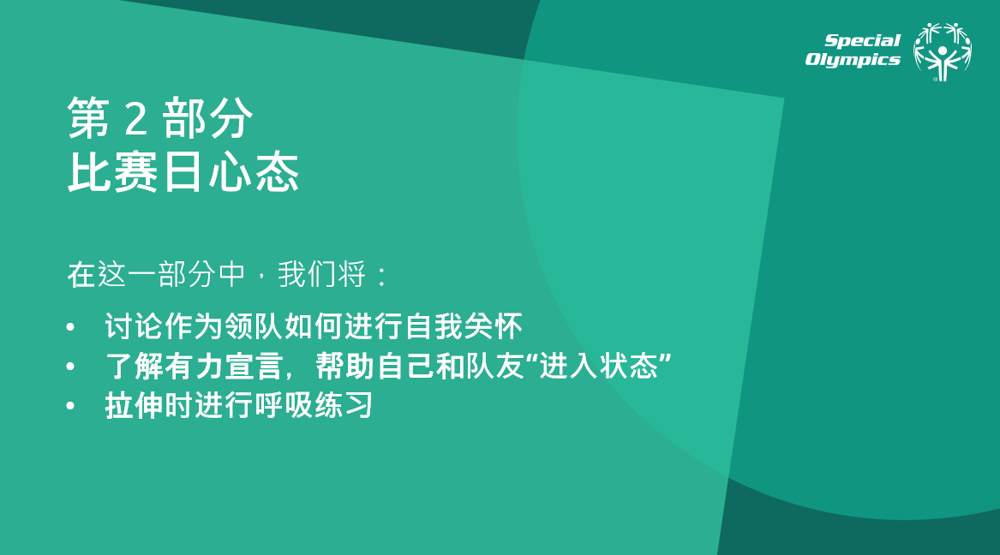 Special
Olympics
第 2 部分
比赛日心态
在这一部分中，我们将：
• 讨论作为领队如何进行自我关怀
• 了解有力宣言，帮助自己和队友“进入状态”
• 拉伸时进行呼吸练习